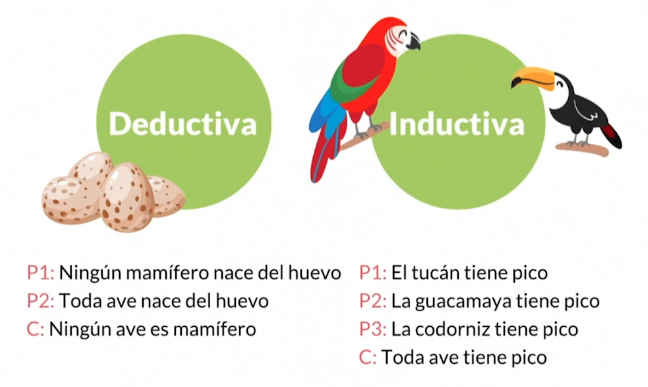 Deductiva
P1: Ningún mamífero nace del huevo
P2: Toda ave nace del huevo
C: Ningún ave es mamífero
Inductiva
P1: El tucán tiene pico
P2: La guacamaya tiene pico
P3: La codorniz tiene pico
C: Toda ave tiene pico